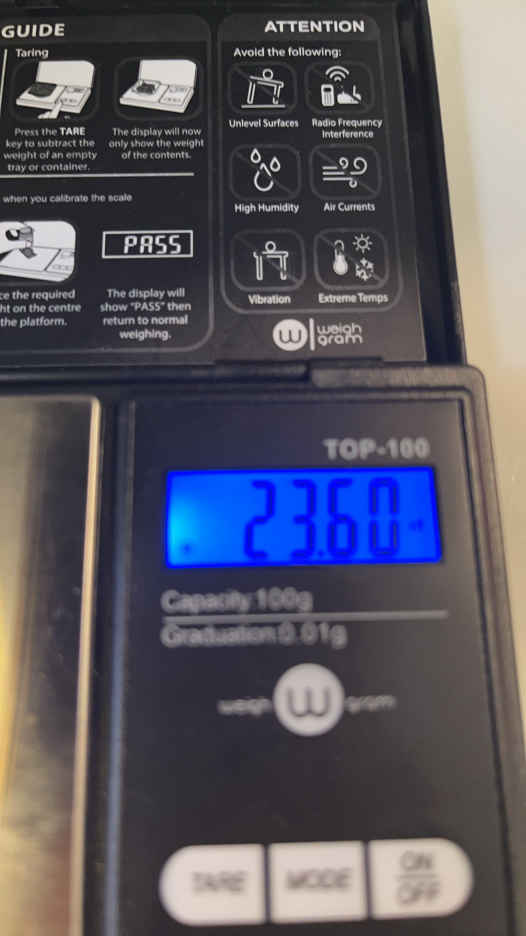 GUIDE
Taring
Press the TARE
key to subtract the
weight of an empty
tray or container.
The display will now
only show the weight
of the contents.
when you calibrate the scale
ce the required
ht on the centre
the platform.
PASS
The display will
show "PASS" then
return to normal
weighing.
ATTENTION
Avoid the following:
Unlevel Surfaces
Radio Frequency
Interference
High Humidity
Air Currents
Vibration
Extreme Temps
W weigh
gram
TOP-100
23.60
Capacity:100g
Graduation:0.01g
weigh W gram
TARE
MODE
ON
OFF